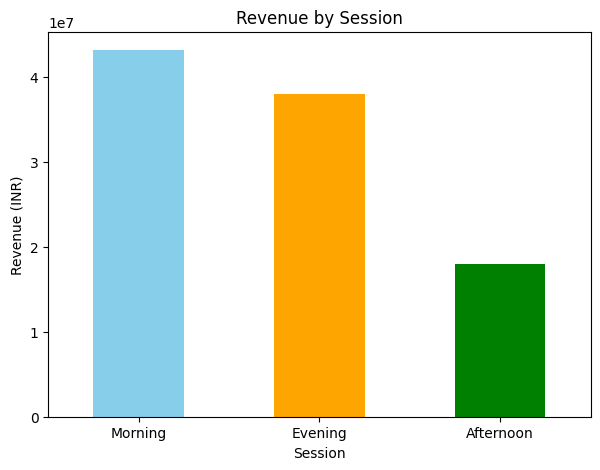 Revenue by Session
1e7
4
3
2
1
0
Revenue (INR)
Morning Evening Afternoon
Session